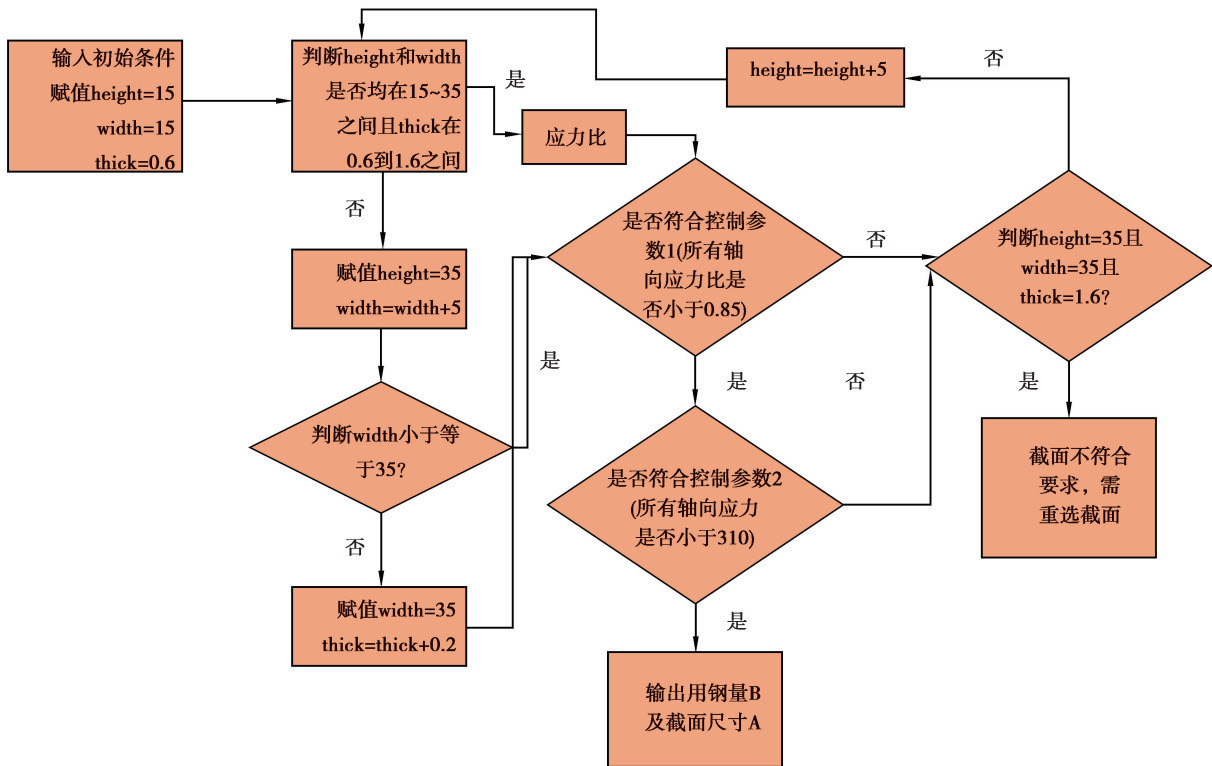 输入初始条件
赋值height=15
width=15
thick=0.6
判断height和width
是否均在15~35
之间且thick在
0.6到1.6之间
是
应力比
height=height+5
否
否
赋值height=35
width=width+5
是否符合控制参
数1(所有轴
向应力比是
否小于0.85)
否
判断height=35且
width=35且
thick=1.6?
是
是
否
是
判断width小于等
于35?
是否符合控制参数2
(所有轴向应力
是否小于310)
截面不符合
要求，需
重选截面
否
赋值width=35
thick=thick+0.2
是
输出用钢量B
及截面尺寸A